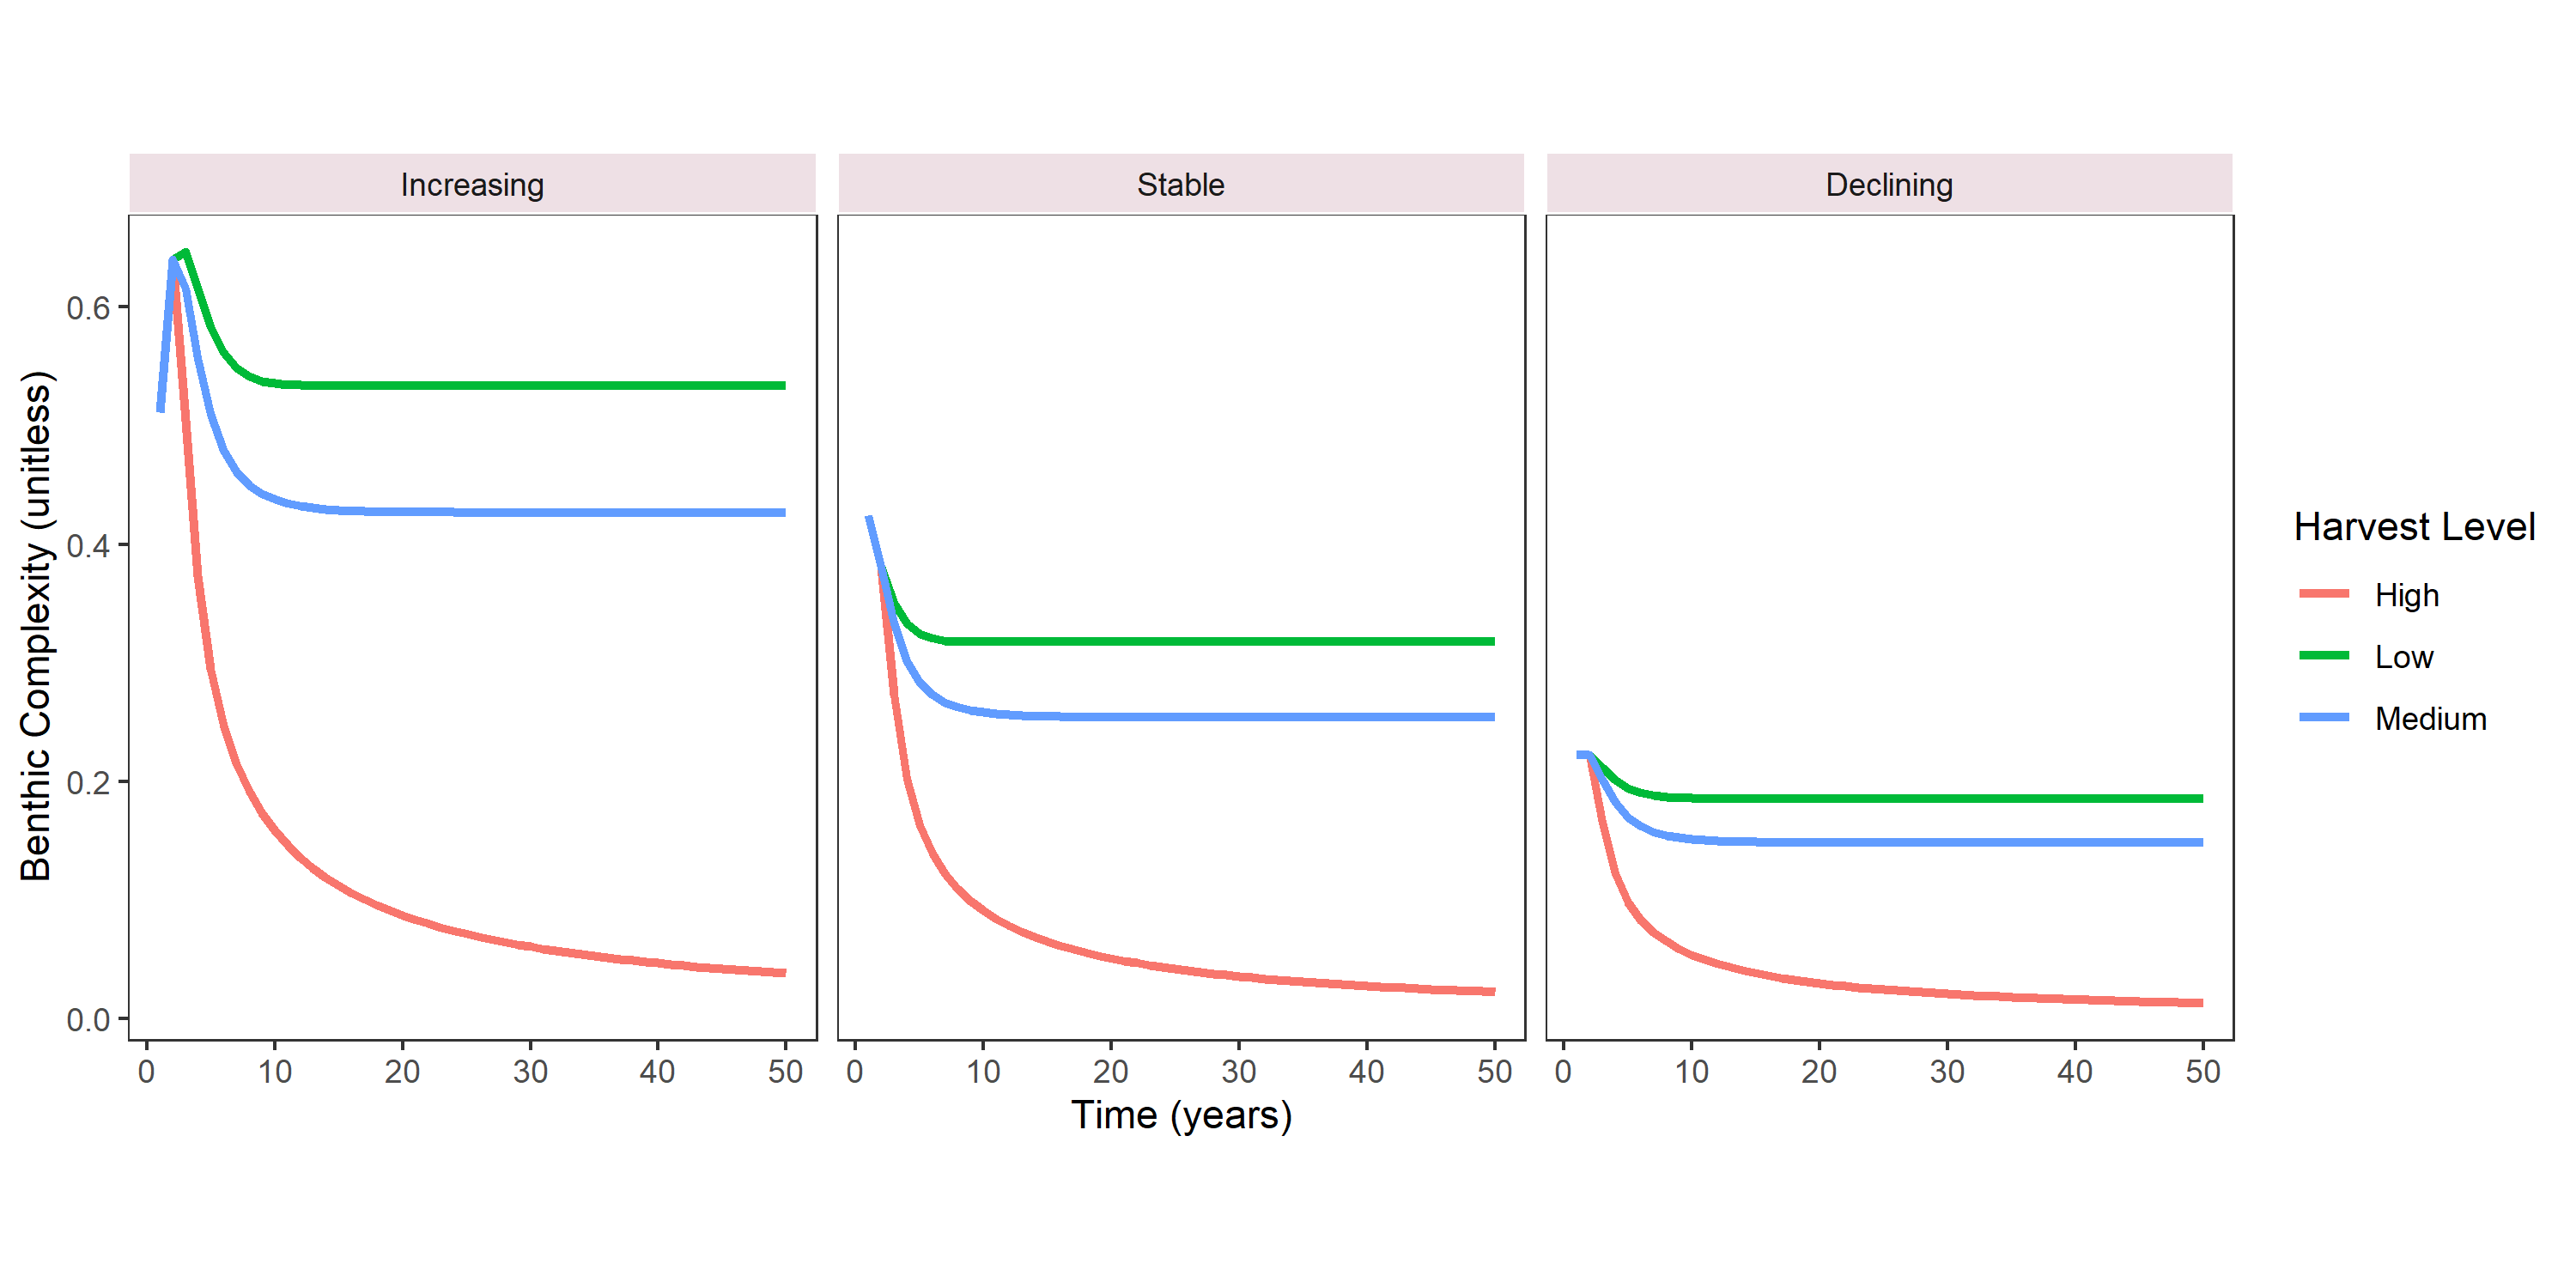 Increasing
Stable
Declining
Benthic Complexity (unitless)
0.6
0.4
0.2
0.0
0 10 20 30 40 50
0 10 20 30 40 50
0 10 20 30 40 50
Time (years)
Harvest Level
High
Low
Medium